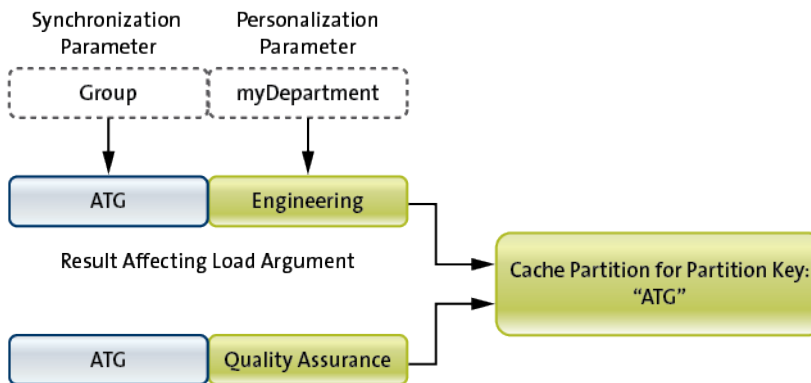 Synchronization
Parameter
Personalization
Parameter
Group
myDepartment
ATG
Engineering
Result Affecting Load Argument
Cache Partition for Partition Key:
“ATG”
ATG
Quality Assurance